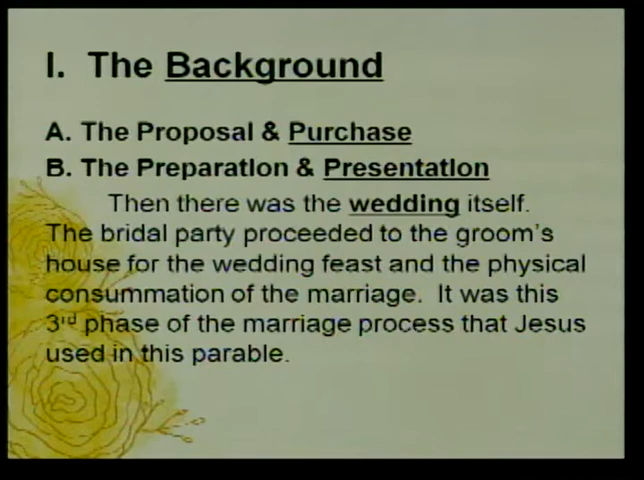 I. The Background
A. The Proposal & Purchase
B. The Preparation & Presentation
Then there was the wedding itself.
The bridal party proceeded to the groom's
house for the wedding feast and the physical
consummation of the marriage. It was this
3rd phase of the marriage process that Jesus
used in this parable.